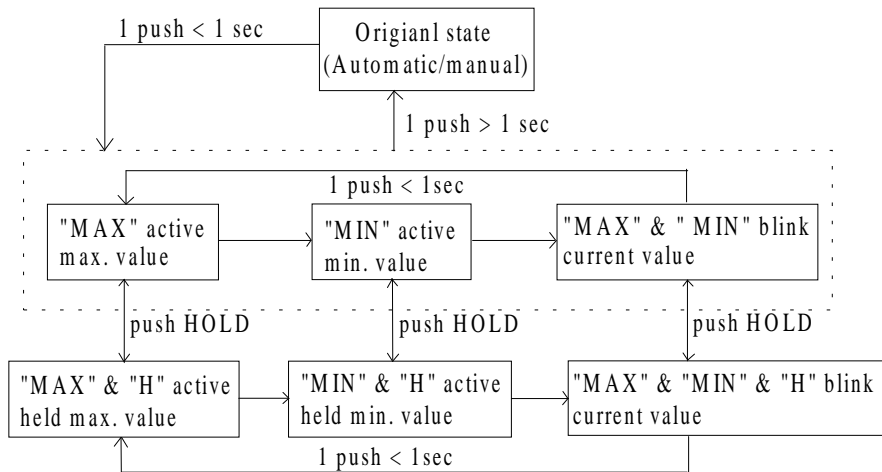 1 push < 1 sec
Origianl state
(Automatic/manual)
1 push > 1 sec
1 push < 1sec
"MAX" active
max. value
"MIN" active
min. value
"MAX" & " MIN" blink
current value
push HOLD
push HOLD
push HOLD
"MAX" & "H" active
held max. value
"MIN" & "H" active
held min. value
"MAX" & "MIN" & "H" blink
current value
1 push < 1sec